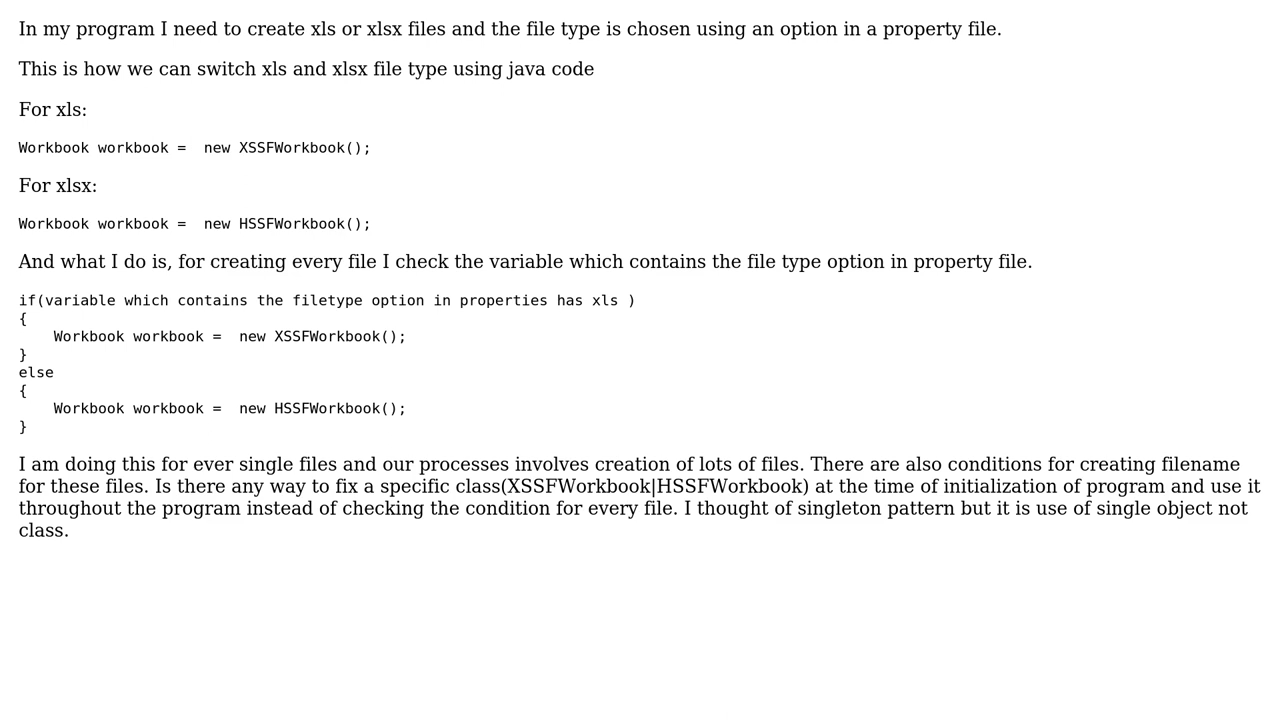 In my program I need to create xls or xlsx files and the file type is chosen using an option in a property file.
This is how we can switch xls and xlsx file type using java code
For xls:
Workbook workbook =  new XSSFWorkbook();
For xlsx:
Workbook workbook =  new HSSFWorkbook();
And what I do is, for creating every file I check the variable which contains the file type option in property file.
if(variable which contains the filetype option in properties has xls )
{
    Workbook workbook =  new XSSFWorkbook();
}
else
{
    Workbook workbook =  new HSSFWorkbook();
}
I am doing this for ever single files and our processes involves creation of lots of files. There are also conditions for creating filename
for these files. Is there any way to fix a specific class(XSSFWorkbook|HSSFWorkbook) at the time of initialization of program and use it
throughout the program instead of checking the condition for every file. I thought of singleton pattern but it is use of single object not
class.